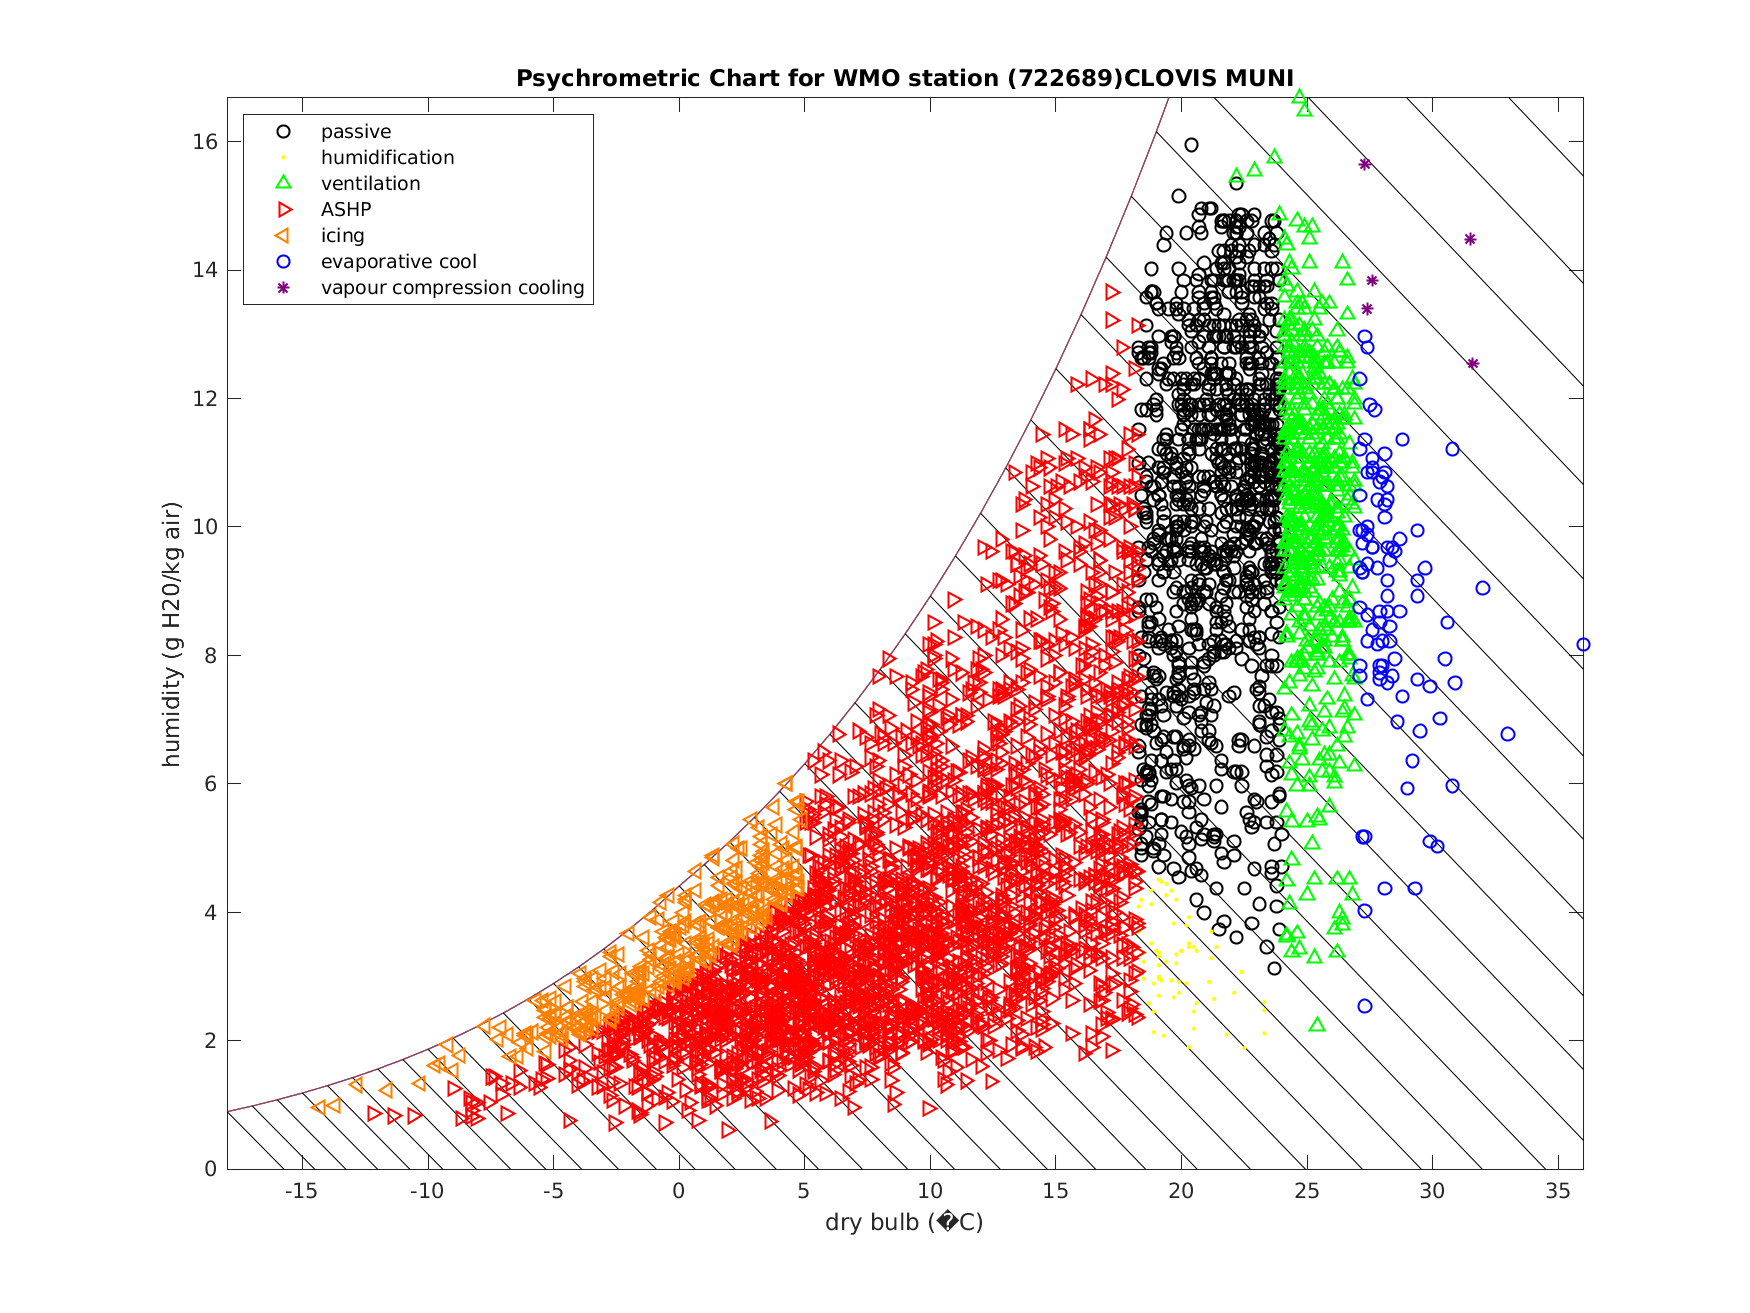 Psychrometric Chart for WMO station (722689)CLOVIS MUNI
passive
humidification
ventilation
ASHP
icing
evaporative cool
vapour compression cooling
humidity (g H20/kg air)
16
14
12
10
8
6
4
2
0
-15 -10 -5 0 5 10 15 20 25 30 35
dry bulb (�C)